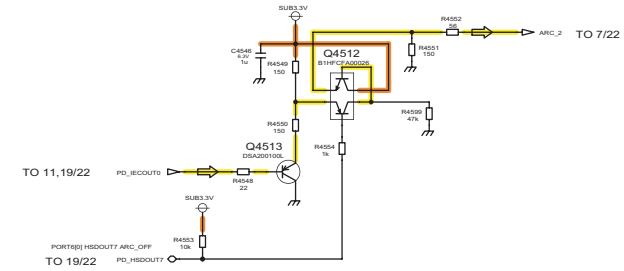 SUB3.3V
R4552
56
ARC_2
TO 7/22
C4546
6.3V
1u
R4549
150
Q4512
B1HFCFA00026
R4551
150
R4550
150
R4599
47k
Q4513
DSA200100L
R4554
1k
TO 11,19/22
PD_IECOUT0
R4548
22
SUB3.3V
R4553
10k
PORT6[0] HSDOUT7 ARC_OFF
TO 19/22
PD_HSDOUT7